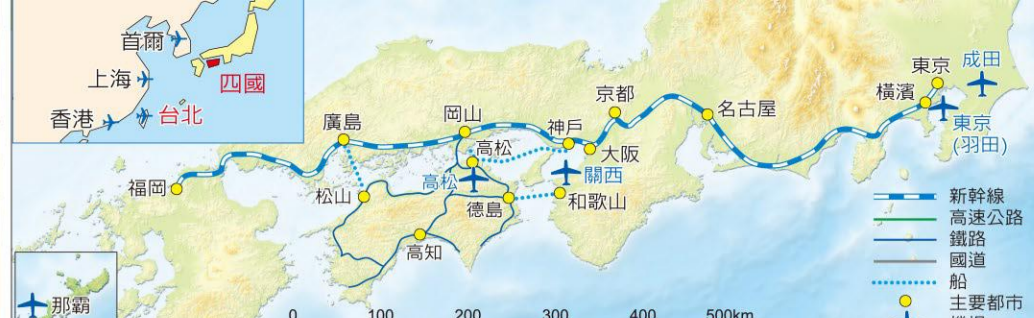 首爾
上海
香港
台北
四國
福岡
廣島
松山
岡山
高松
高松
高知
德島
神戶
大阪
關西
和歌山
京都
名古屋
橫濱
東京
成田
東京
(羽田)
那霸
0 100 200 300 400 500km
新幹線
高速公路
鐵路
國道
船
主要都市